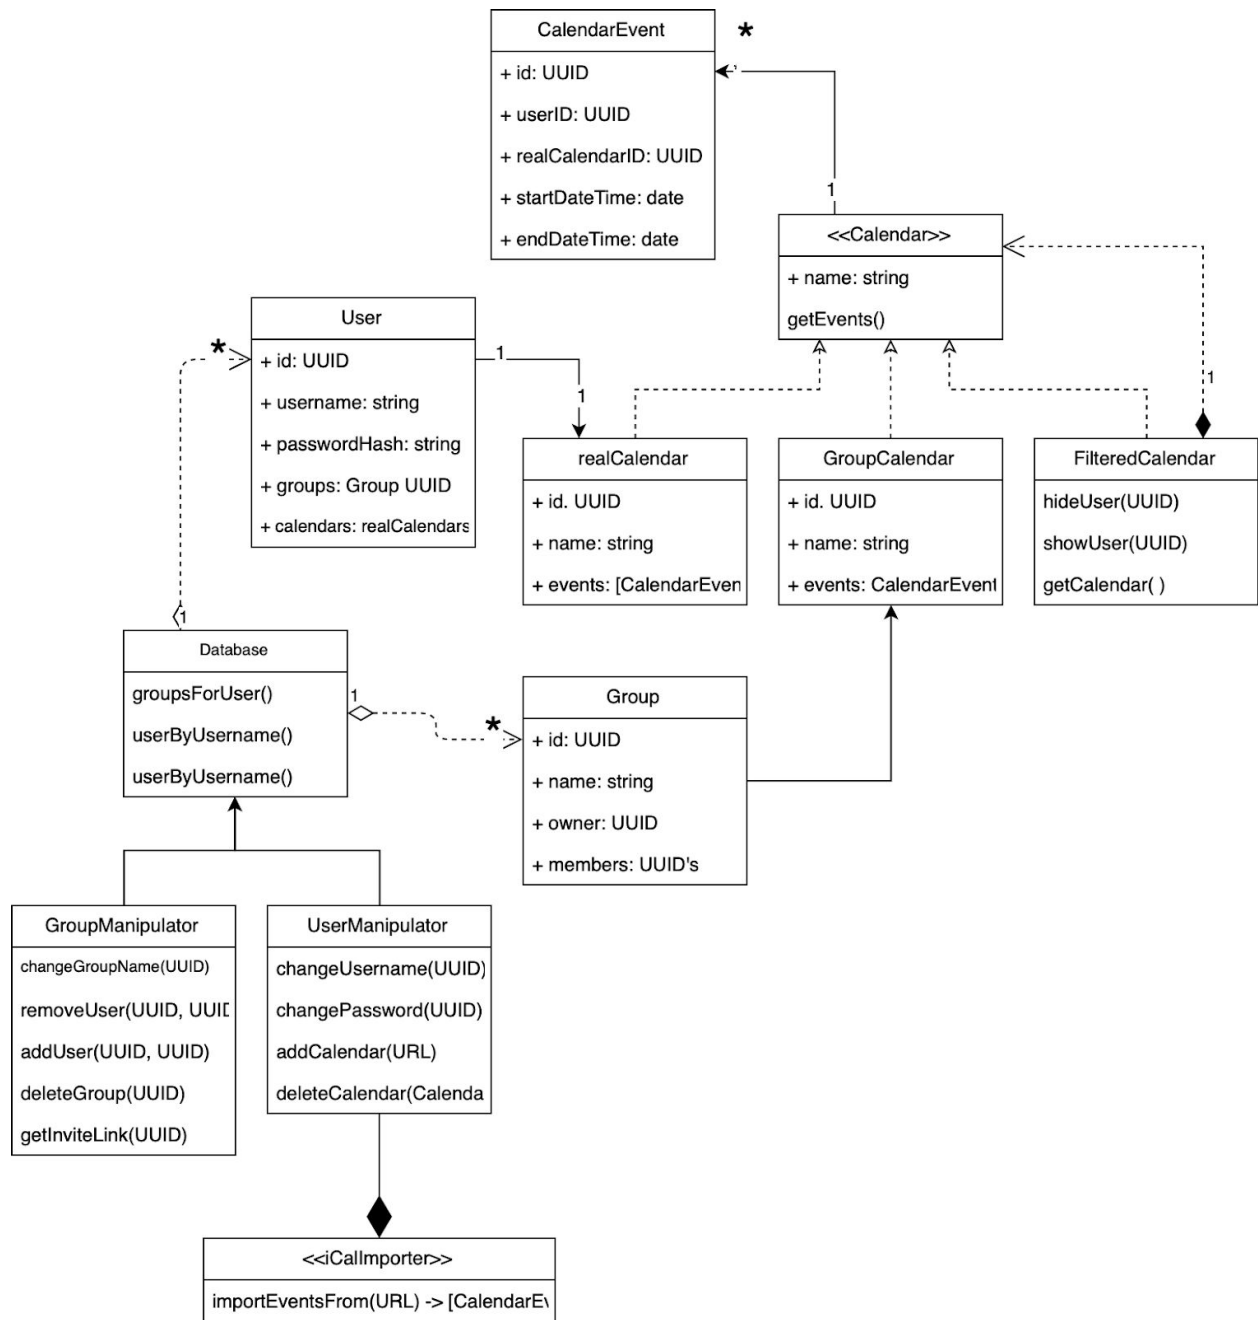 CalendarEvent
+ id: UUID
+ userID: UUID
+ realCalendarID: UUID
+ startDateTime: date
+ endDateTime: date
*
1
1
<<Calendar>>
+ name: string
getEvents()
User
+ id: UUID
+ username: string
+ passwordHash: string
+ groups: Group UUID
+ calendars: realCalendars
*
1
1
1
1
realCalendar
+ id. UUID
+ name: string
+ events: [CalendarEven
GroupCalendar
+ id. UUID
+ name: string
+ events: CalendarEvent
FilteredCalendar
hideUser(UUID)
showUser(UUID)
getCalendar( )
Database
groupsForUser()
userByUsername()
userByUsername()
1
*
Group
+ id: UUID
+ name: string
+ owner: UUID
+ members: UUID's
GroupManipulator
changeGroupName(UUID)
removeUser(UUID, UUID
addUser(UUID, UUID)
deleteGroup(UUID)
getInviteLink(UUID)
UserManipulator
changeUsername(UUID)
changePassword(UUID)
addCalendar(URL)
deleteCalendar(Calenda
<<iCalImporter>>
importEventsFrom(URL) -> [CalendarEv